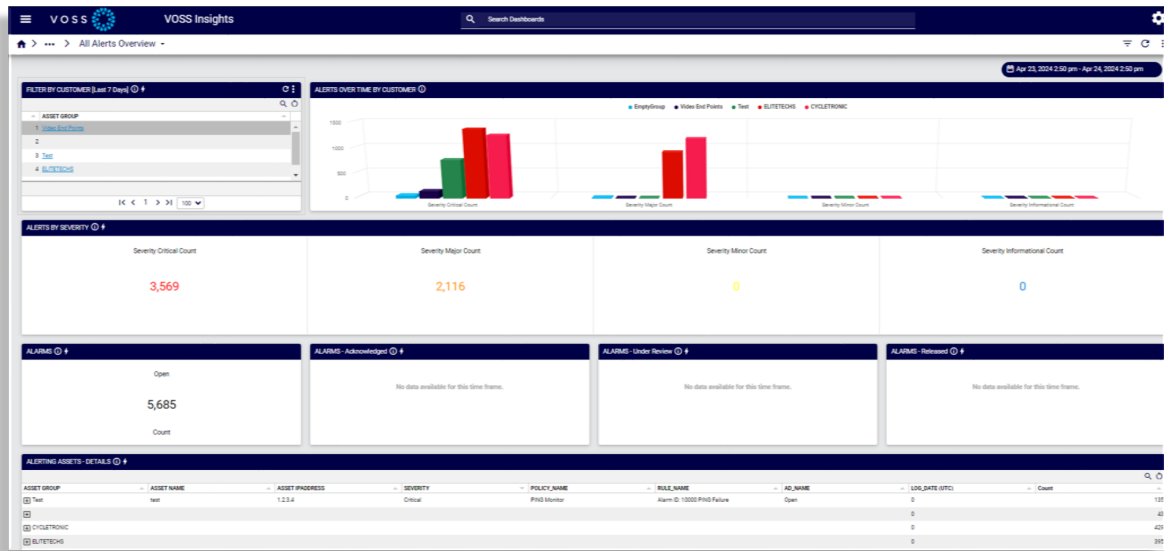 VOSS VOSS Insights Search Dashboards
> ... > All Alerts Overview
Apr 23, 2024 2:50 pm - Apr 24, 2024 2:50 pm
FILTER BY CUSTOMER [Last 7 Days]
ASSET GROUP
1 Video End Points
2
3 Test
4 ELITETECHS
1 100
ALERTS OVER TIME BY CUSTOMER
EmptyGroup Video End Points Test ELITETECHS CYCLETRONIC
1500
1000
500
0
Severity Critical Count Severity Major Count Severity Minor Count Severity Informational Count
ALERTS BY SEVERITY
Severity Critical Count Severity Major Count Severity Minor Count Severity Informational Count
3,569 2,116 0 0
ALARMS
Open
5,685
Count
ALARMS - Acknowledged
No data available for this time frame.
ALARMS - Under Review
No data available for this time frame.
ALARMS - Released
No data available for this time frame.
ALERTING ASSETS - DETAILS
ASSET GROUP ASSET NAME ASSET IPADDRESS SEVERITY POLICY_NAME RULE_NAME AD_NAME LOG_DATE (UTC) Count
Test test 1.2.3.4 Critical PING Monitor Alarm ID: 10000 PING Failure Open 0
0
CYCLETRONIC 0
ELITETECHS 0